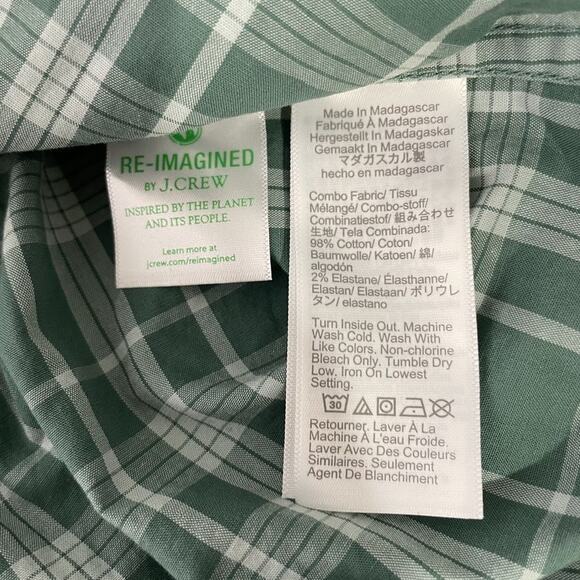 RE-IMAGINED
BY J.CREW
INSPIRED BY THE PLANET
AND ITS PEOPLE.
Learn more at
jcrew.com/reimagined
Made In Madagascar
Fabriqué À Madagascar
Hergestellt In Madagaskar
Gemaakt In Madagascar
マダガスカル製
hecho en madagascar
Combo Fabric/ Tissu
Mélangé/ Combo-stoff/
Combinatiestof/ 組み合わせ
生地/ Tela Combinada:
98% Cotton/ Coton/
Baumwolle/ Katoen/ 綿/
algodón
2% Elastane/ Élasthanne/
Elastan/ Elastaan/ ポリウレ
タン/ elastano
Turn Inside Out. Machine
Wash Cold. Wash With
Like Colors. Non-chlorine
Bleach Only. Tumble Dry
Low. Iron On Lowest
Setting.
30
Retourner. Laver À La
Machine À L'eau Froide.
Laver Avec Des Couleurs
Similaires. Seulement
Agent De Blanchiment